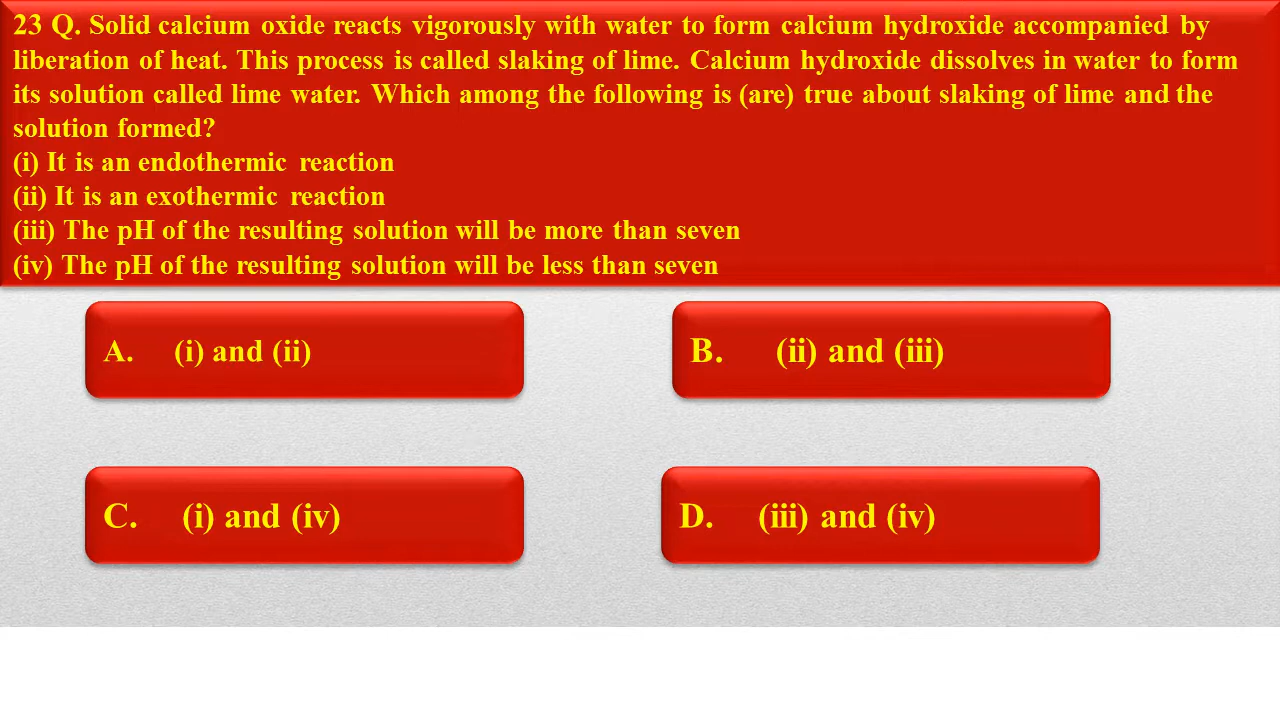 23 Q. Solid calcium oxide reacts vigorously with water to form calcium hydroxide accompanied by
liberation of heat. This process is called slaking of lime. Calcium hydroxide dissolves in water to form
its solution called lime water. Which among the following is (are) true about slaking of lime and the
solution formed?
(i) It is an endothermic reaction
(ii) It is an exothermic reaction
(iii) The pH of the resulting solution will be more than seven
(iv) The pH of the resulting solution will be less than seven
A. (i) and (ii)
B. (ii) and (iii)
C. (i) and (iv)
D. (iii) and (iv)